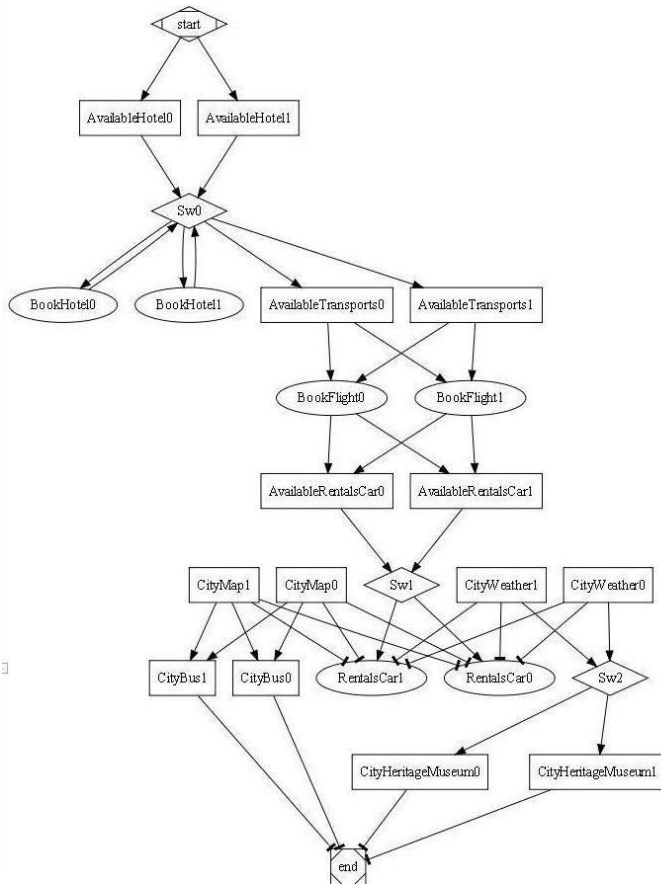 start
AvailableHotel0 AvailableHotel1
Sw0
BookHotel0 BookHotel1 AvailableTransports0 AvailableTransports1
BookFlight0 BookFlight1
AvailableRentalsCar0 AvailableRentalsCar1
CityMap1 CityMap0 Sw1 CityWeather1 CityWeather0
CityBus1 CityBus0 RentalsCar1 RentalsCar0 Sw2
CityHeritageMuseum0 CityHeritageMuseum1
end